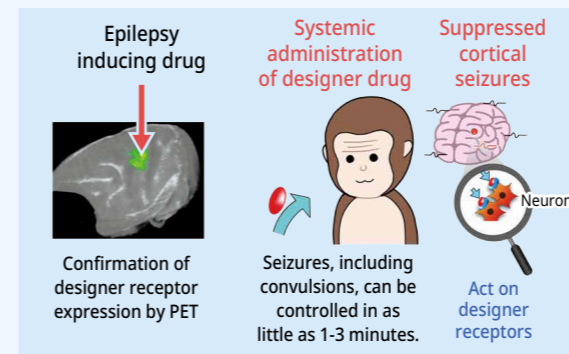 Epilepsy
inducing drug
Confirmation of
designer receptor
expression by PET
Systemic
administration
of designer drug
Seizures, including
convulsions, can be
controlled in as
little as 1-3 minutes.
Suppressed
cortical
seizures
Neuron
Act on
designer
receptors